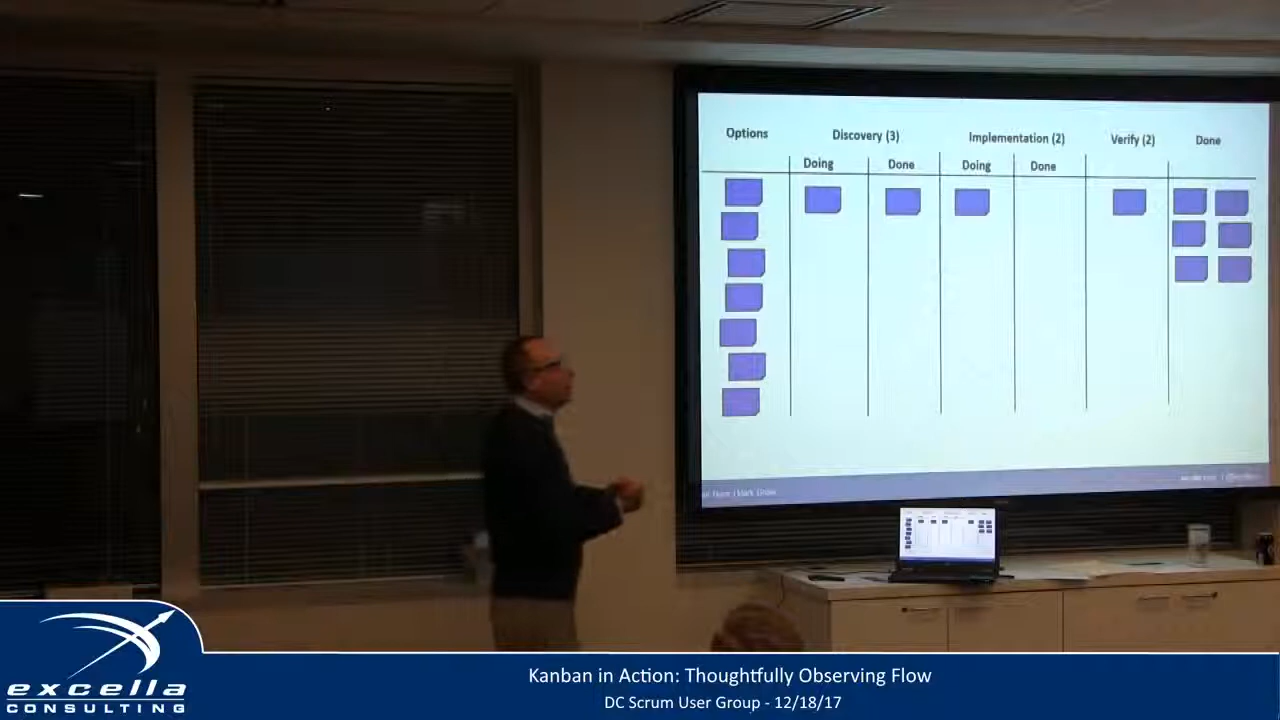 Options
Discovery (3)
Implementation (2)
Verify (2)
Done
Doing
Done
Doing
Done
excella
CONSULTING
Kanban in Action: Thoughtfully Observing Flow
DC Scrum User Group - 12/18/17